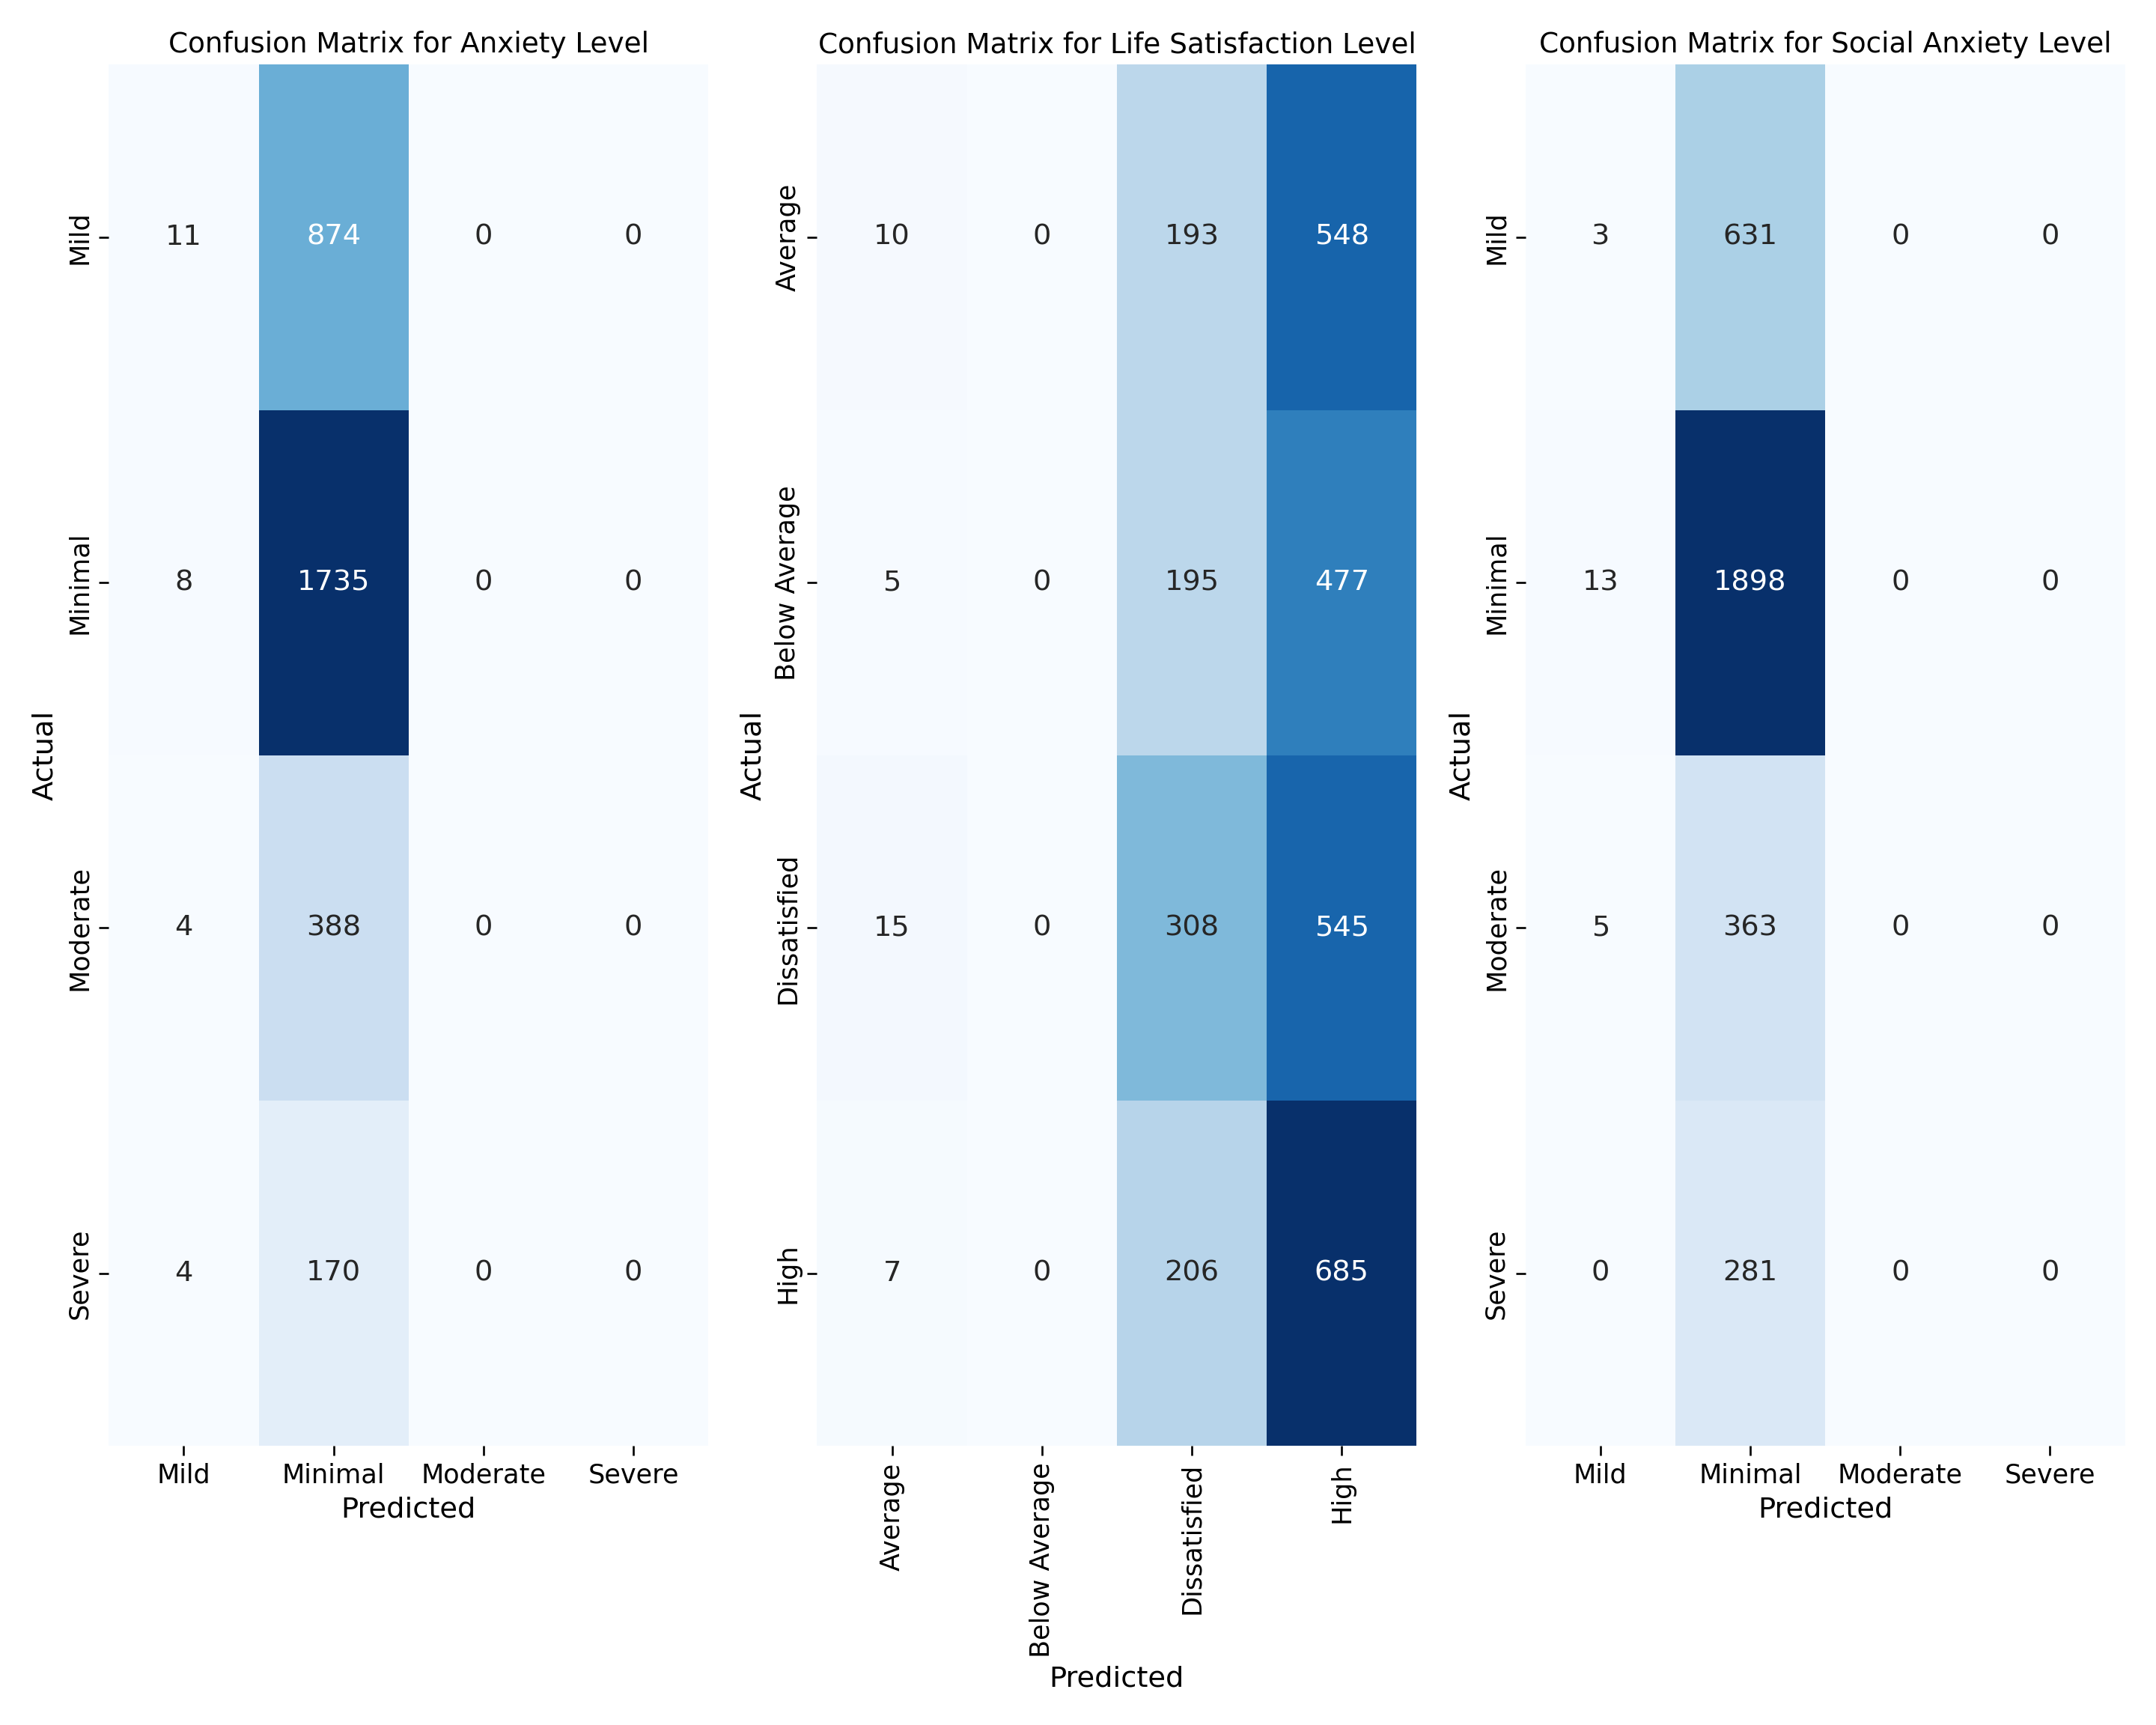 Confusion Matrix for Anxiety Level
Actual
Mild
11 874 0 0
Minimal
8 1735 0 0
Moderate
4 388 0 0
Severe
4 170 0 0
Mild Minimal Moderate Severe
Predicted
Confusion Matrix for Life Satisfaction Level
Actual
Average
10 0 193 548
Below Average
5 0 195 477
Dissatisfied
15 0 308 545
High
7 0 206 685
Average Below Average Dissatisfied High
Predicted
Confusion Matrix for Social Anxiety Level
Actual
Mild
3 631 0 0
Minimal
13 1898 0 0
Moderate
5 363 0 0
Severe
0 281 0 0
Mild Minimal Moderate Severe
Predicted